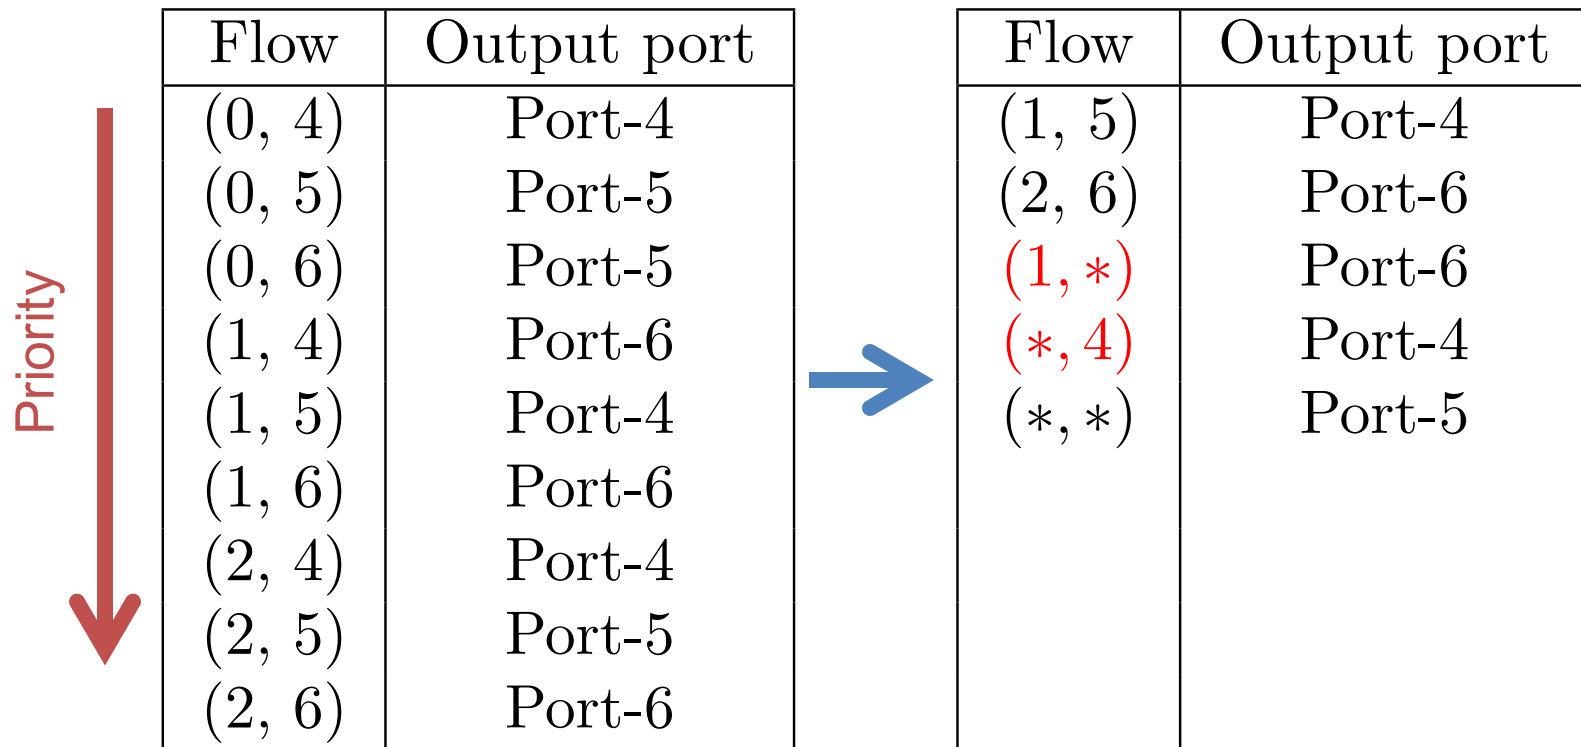 Priority
Flow Output port
(0, 4) Port-4
(0, 5) Port-5
(0, 6) Port-5
(1, 4) Port-6
(1, 5) Port-4
(1, 6) Port-6
(2, 4) Port-4
(2, 5) Port-5
(2, 6) Port-6
Flow Output port
(1, 5) Port-4
(2, 6) Port-6
(1, *) Port-6
(*, 4) Port-4
(*, *) Port-5